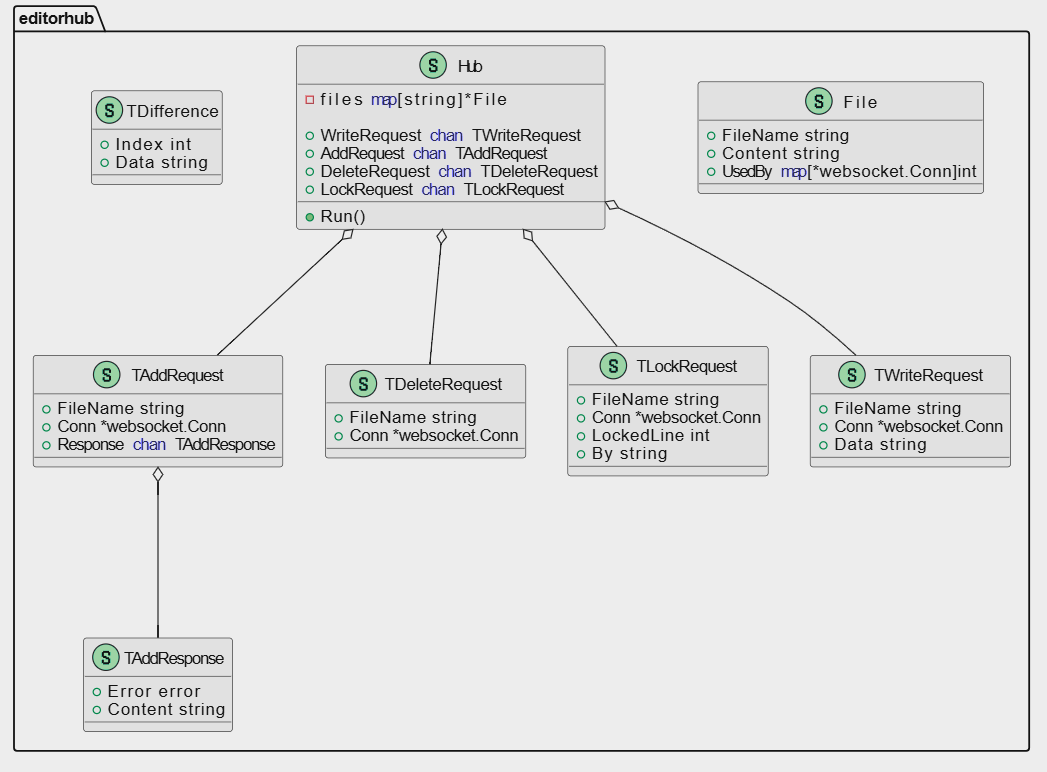 editorhub
S Hub
files map[string]*File
WriteRequest chan TWriteRequest
AddRequest chan TAddRequest
DeleteRequest chan TDeleteRequest
LockRequest chan TLockRequest
Run()
S TDifference
Index int
Data string
S File
FileName string
Content string
UsedBy map[*websocket.Conn]int
S TAddRequest
FileName string
Conn *websocket.Conn
Response chan TAddResponse
S TDeleteRequest
FileName string
Conn *websocket.Conn
S TLockRequest
FileName string
Conn *websocket.Conn
LockedLine int
By string
S TWriteRequest
FileName string
Conn *websocket.Conn
Data string
S TAddResponse
Error error
Content string